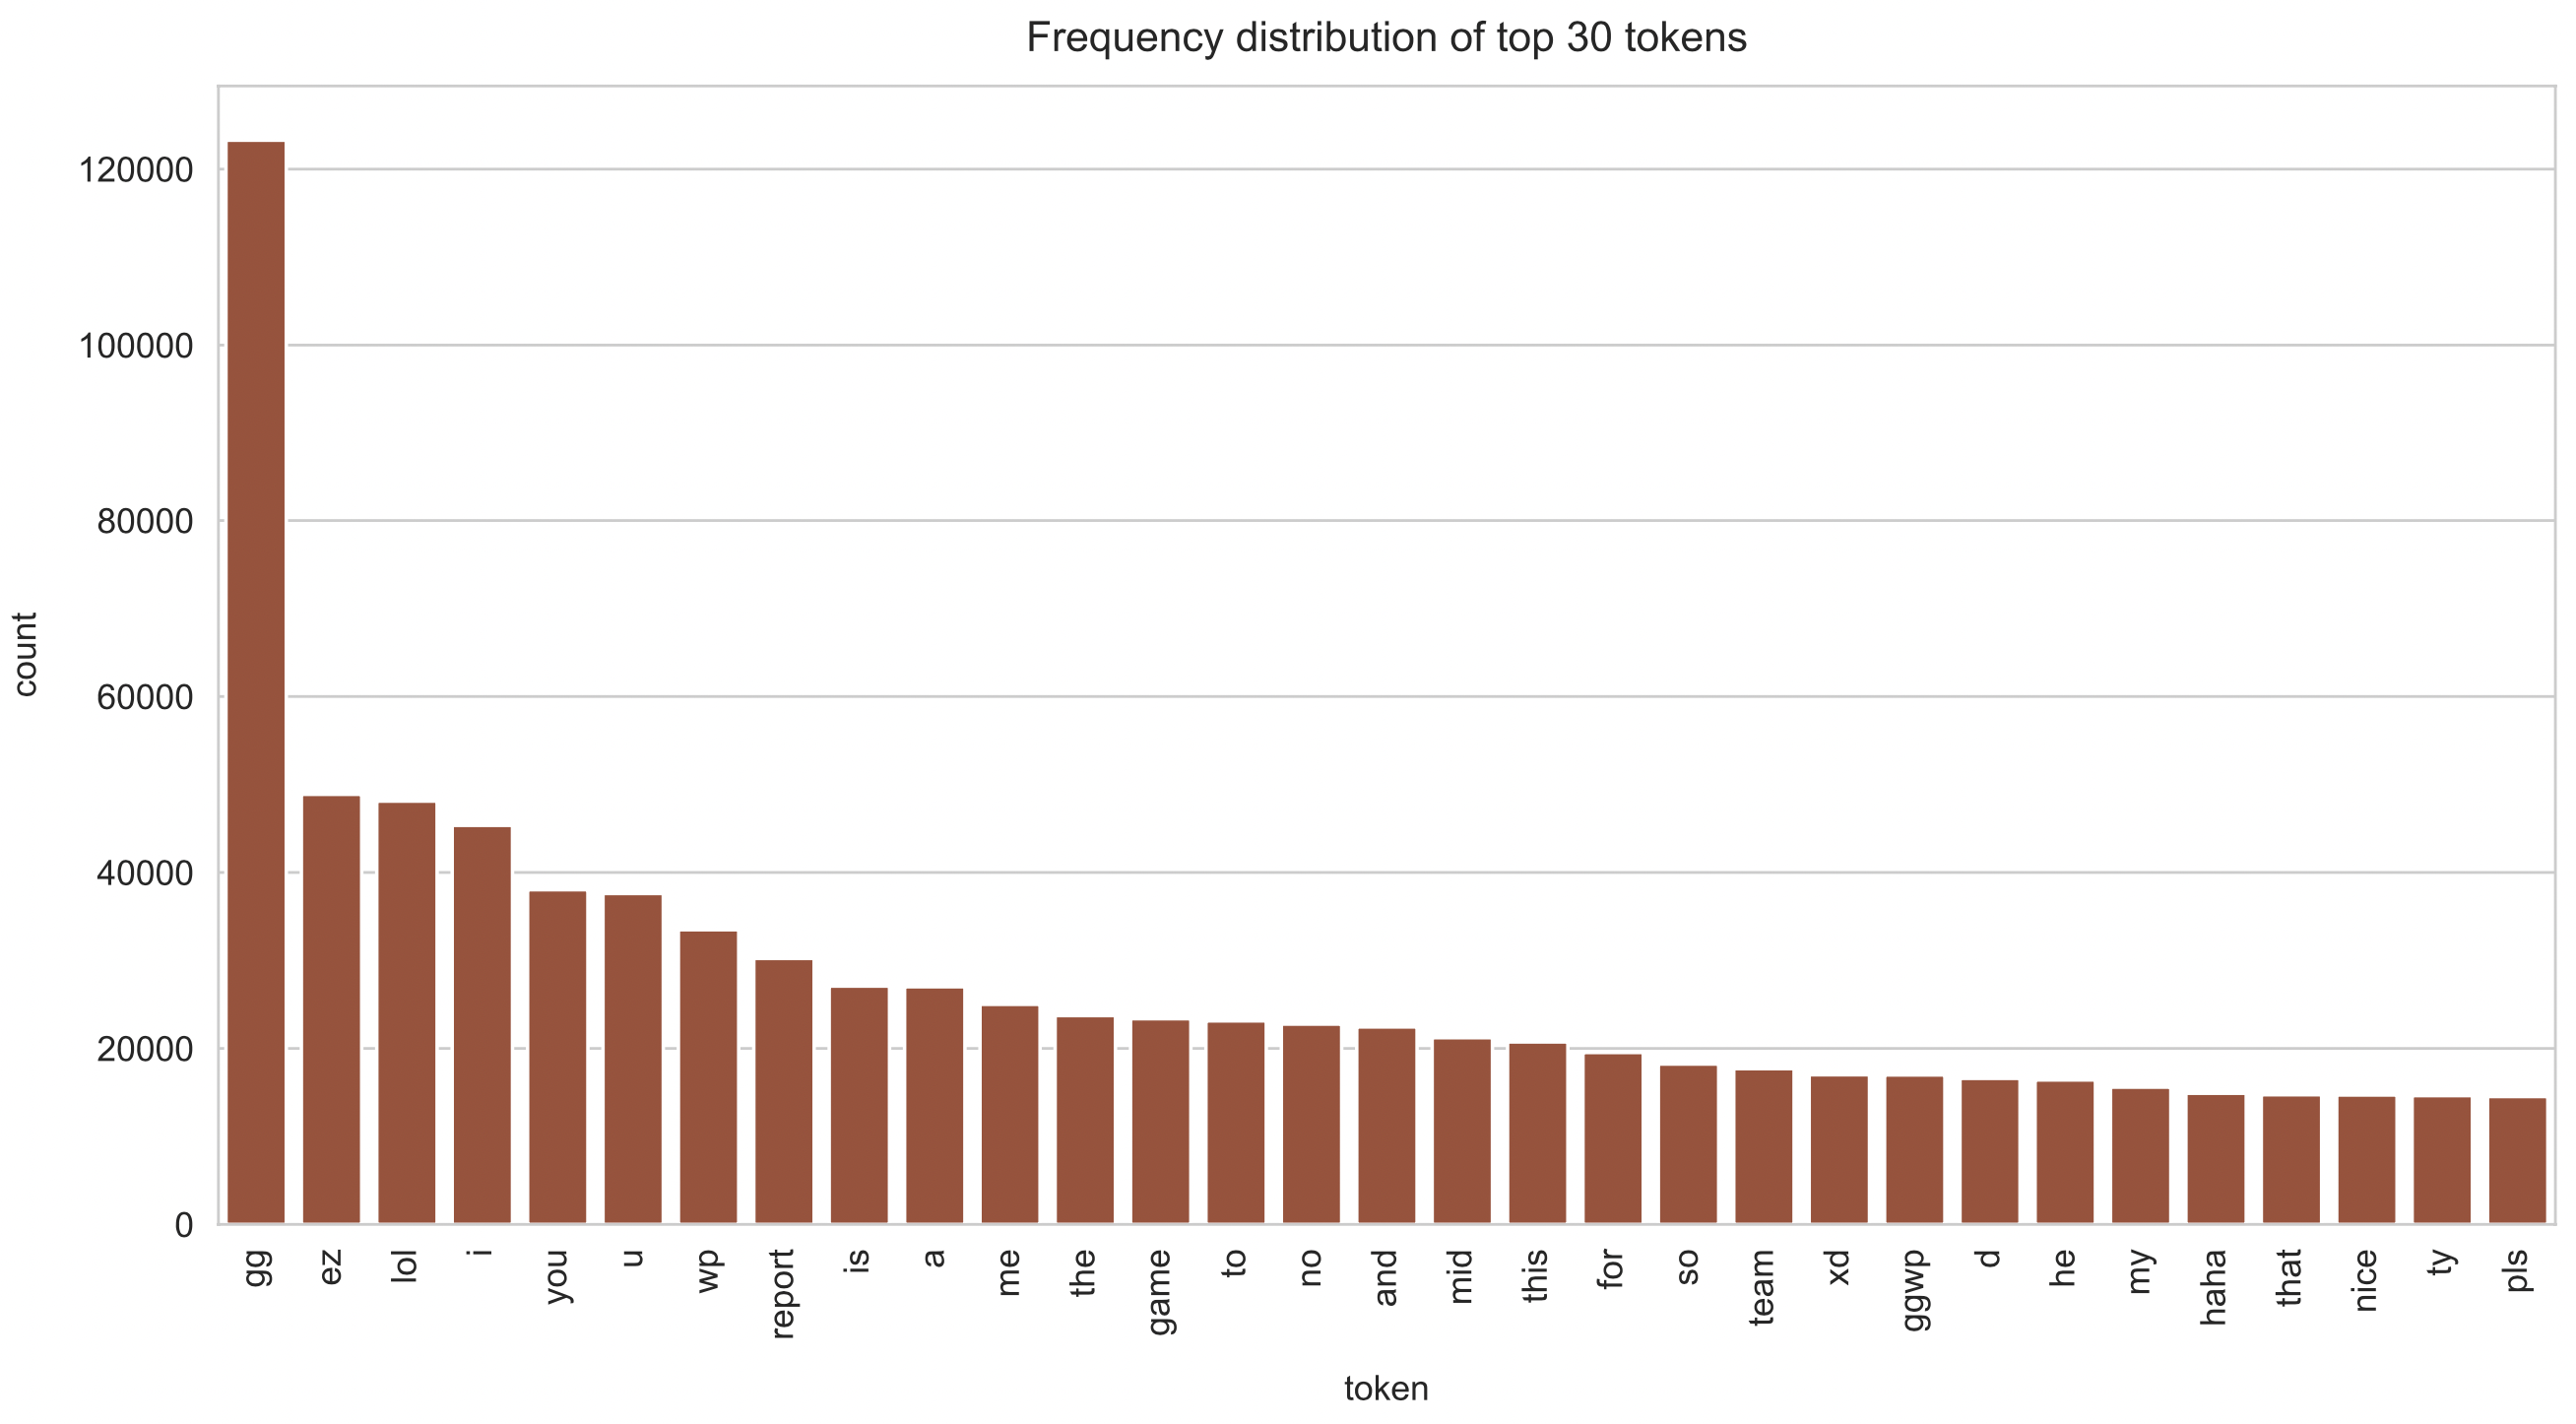 Frequency distribution of top 30 tokens
120000
100000
80000
60000
40000
20000
0
count
gg
ez
lol
i
you
u
wp
report
is
a
me
the
game
to
no
and
mid
this
for
so
team
xd
ggwp
d
he
my
haha
that
nice
ty
pls
token